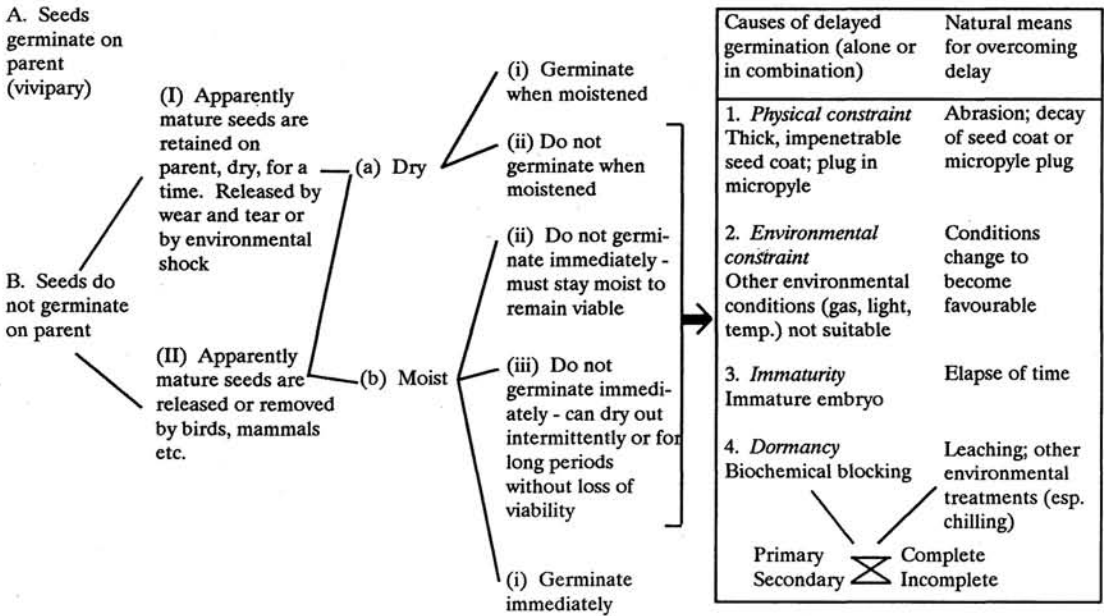 A. Seeds
germinate on
parent
(vivipary)
B. Seeds do
not germinate
on parent
(I) Apparently
mature seeds are
retained on
parent, dry, for a
time. Released by
wear and tear or
by environmental
shock
(II) Apparently
mature seeds are
released or removed
by birds, mammals
etc.
(a) Dry
(b) Moist
(i) Germinate
when moistened
(ii) Do not
germinate when
moistened
(ii) Do not germi-
nate immediately -
must stay moist to
remain viable
(iii) Do not
germinate immedi-
ately - can dry out
intermittently or for
long periods
without loss of
viability
(i) Germinate
immediately
Causes of delayed
germination (alone or
in combination)
Natural means
for overcoming
delay
1. Physical constraint
Thick, impenetrable
seed coat; plug in
micropyle
Abrasion; decay
of seed coat or
micropyle plug
2. Environmental
constraint
Other environmental
conditions (gas, light,
temp.) not suitable
Conditions
change to
become
favourable
3. Immaturity
Immature embryo
Elapse of time
4. Dormancy
Biochemical blocking
Leaching; other
environmental
treatments (esp.
chilling)
Primary
Secondary
Complete
Incomplete